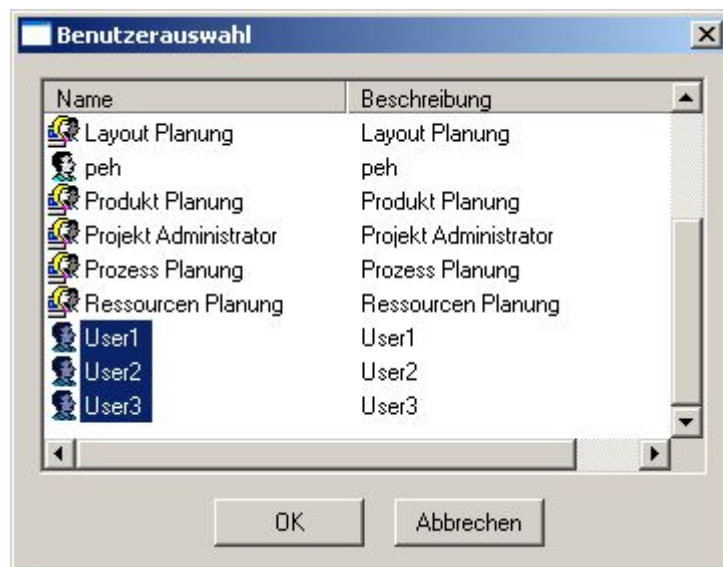 Benutzerauswahl
Name Beschreibung
Layout Planung Layout Planung
peh peh
Produkt Planung Produkt Planung
Projekt Administrator Projekt Administrator
Prozess Planung Prozess Planung
Ressourcen Planung Ressourcen Planung
User1 User1
User2 User2
User3 User3
OK Abbrechen